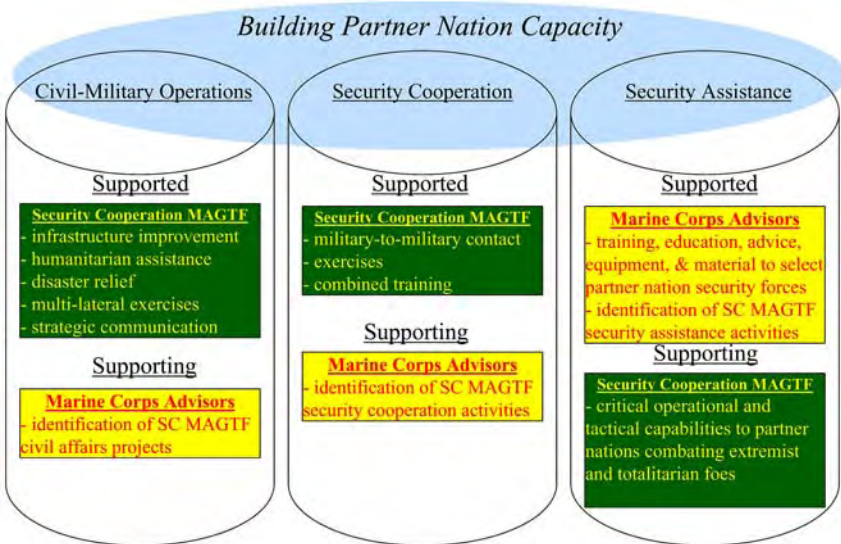 Building Partner Nation Capacity
Civil-Military Operations
Supported
Security Cooperation MAGTF
- infrastructure improvement
- humanitarian assistance
- disaster relief
- multi-lateral exercises
- strategic communication
Supporting
Marine Corps Advisors
- identification of SC MAGTF
civil affairs projects
Security Cooperation
Supported
Security Cooperation MAGTF
- military-to-military contact
- exercises
- combined training
Supporting
Marine Corps Advisors
- identification of SC MAGTF
security cooperation activities
Security Assistance
Supported
Marine Corps Advisors
- training, education, advice,
equipment, & material to select
partner nation security forces
- identification of SC MAGTF
security assistance activities
Supporting
Security Cooperation MAGTF
- critical operational and
tactical capabilities to partner
nations combating extremist
and totalitarian foes